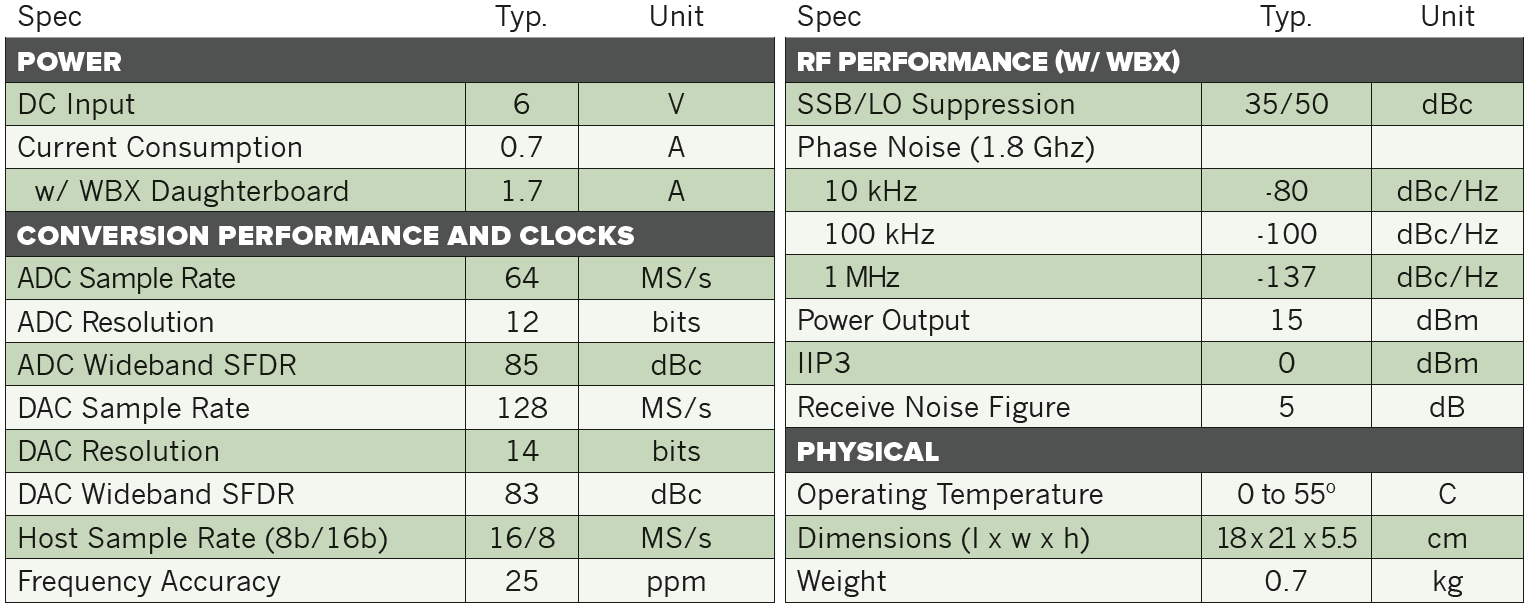 Spec Typ. Unit
POWER
DC Input 6 V
Current Consumption 0.7 A
w/ WBX Daughterboard 1.7 A
CONVERSION PERFORMANCE AND CLOCKS
ADC Sample Rate 64 MS/s
ADC Resolution 12 bits
ADC Wideband SFDR 85 dBc
DAC Sample Rate 128 MS/s
DAC Resolution 14 bits
DAC Wideband SFDR 83 dBc
Host Sample Rate (8b/16b) 16/8 MS/s
Frequency Accuracy 25 ppm
Spec Typ. Unit
RF PERFORMANCE (W/ WBX)
SSB/LO Suppression 35/50 dBc
Phase Noise (1.8 Ghz)
10 kHz -80 dBc/Hz
100 kHz -100 dBc/Hz
1 MHz -137 dBc/Hz
Power Output 15 dBm
IIP3 0 dBm
Receive Noise Figure 5 dB
PHYSICAL
Operating Temperature 0 to 55º C
Dimensions (l x w x h) 18 x 21 x 5.5 cm
Weight 0.7 kg